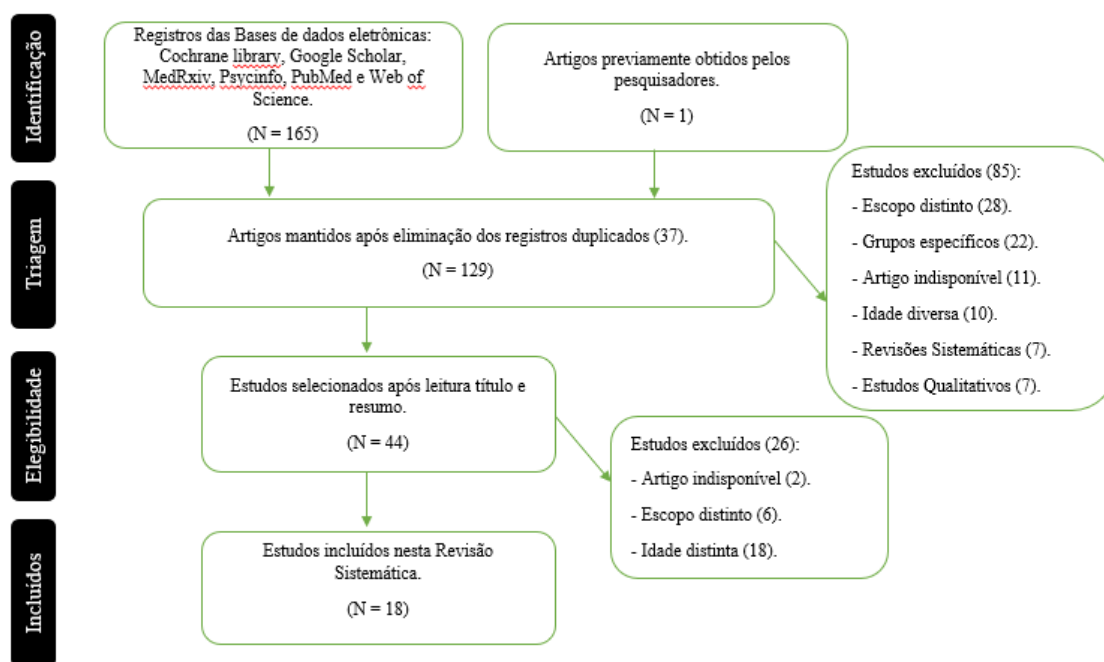 Identificação
Registros das Bases de dados eletrônicas:
Cochrane library, Google Scholar,
MedRxiv, Psycinfo, PubMed e Web of
Science.
(N = 165)
Artigos previamente obtidos pelos
pesquisadores.
(N = 1)
Triagem
Artigos mantidos após eliminação dos registros duplicados (37).
(N = 129)
Estudos excluídos (85):
- Escopo distinto (28).
- Grupos específicos (22).
- Artigo indisponível (11).
- Idade diversa (10).
- Revisões Sistemáticas (7).
- Estudos Qualitativos (7).
Elegibilidade
Estudos selecionados após leitura título e
resumo.
(N = 44)
Estudos excluídos (26):
- Artigo indisponível (2).
- Escopo distinto (6).
- Idade distinta (18).
Incluídos
Estudos incluídos nesta Revisão
Sistemática.
(N = 18)